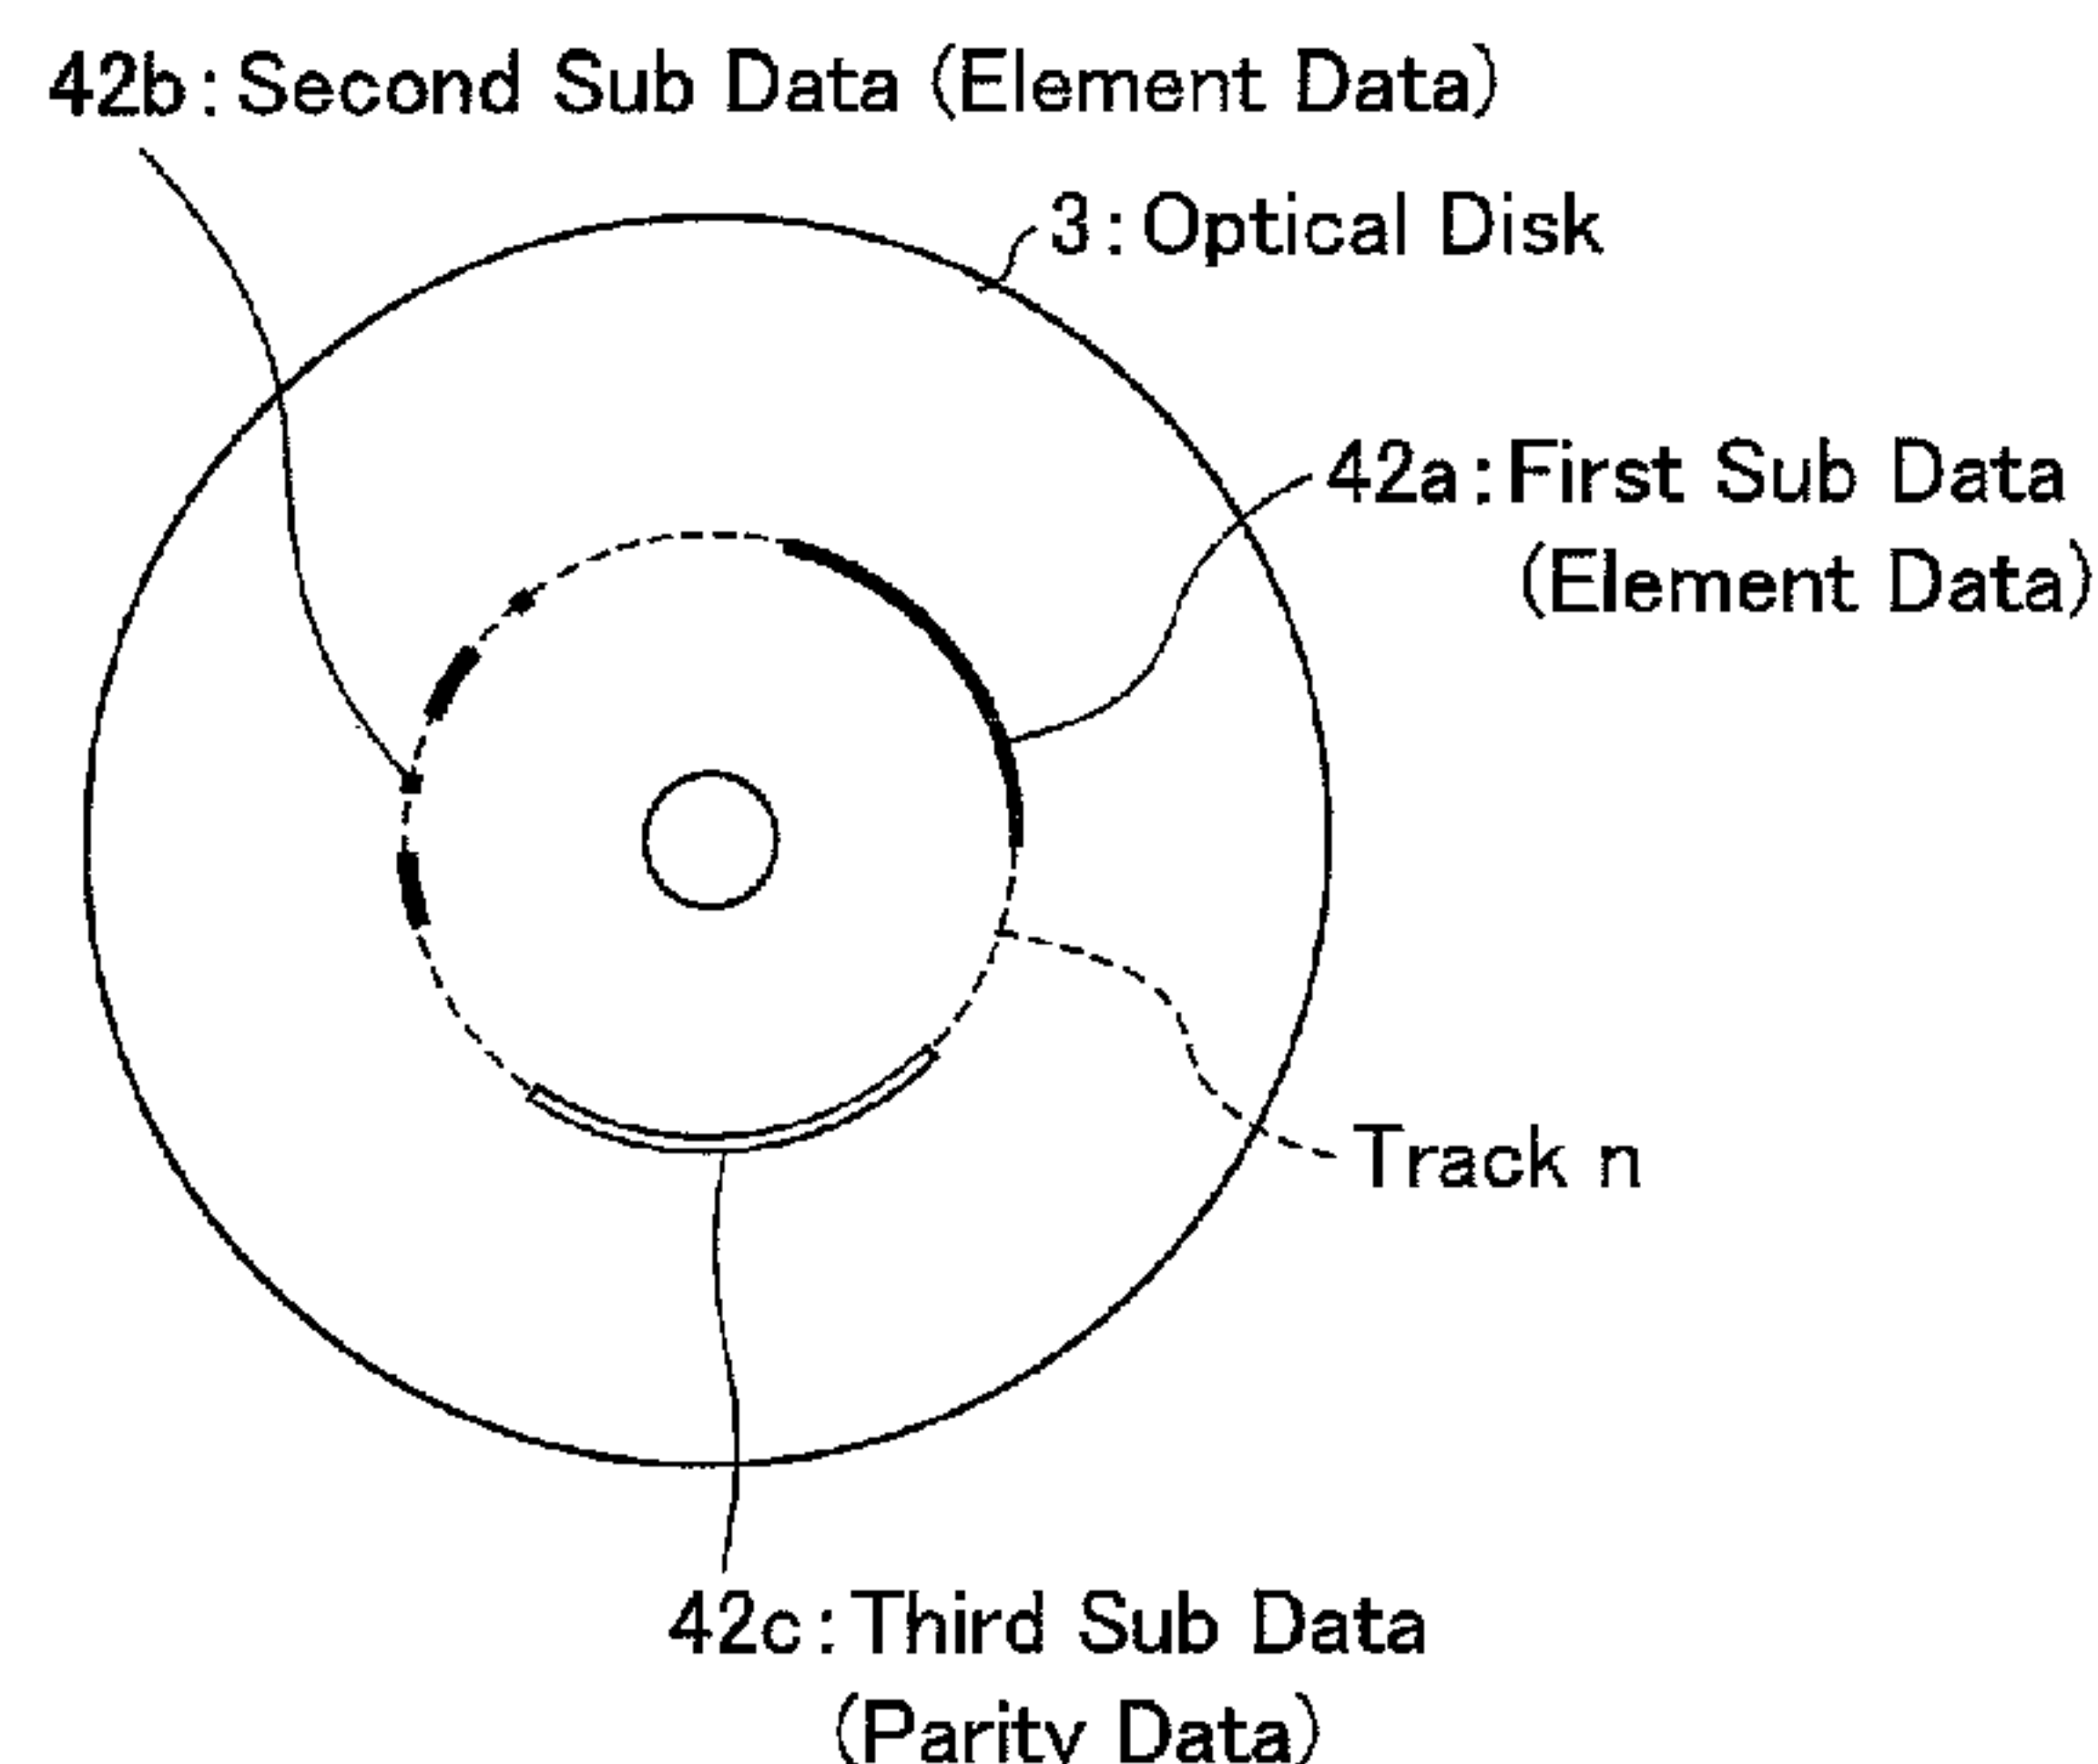 42b:Second Sub Data (Element Data)
3:Optical Disk
42a:First Sub Data
(Element Data)
Track n
42c:Third Sub Data
(Parity Data)